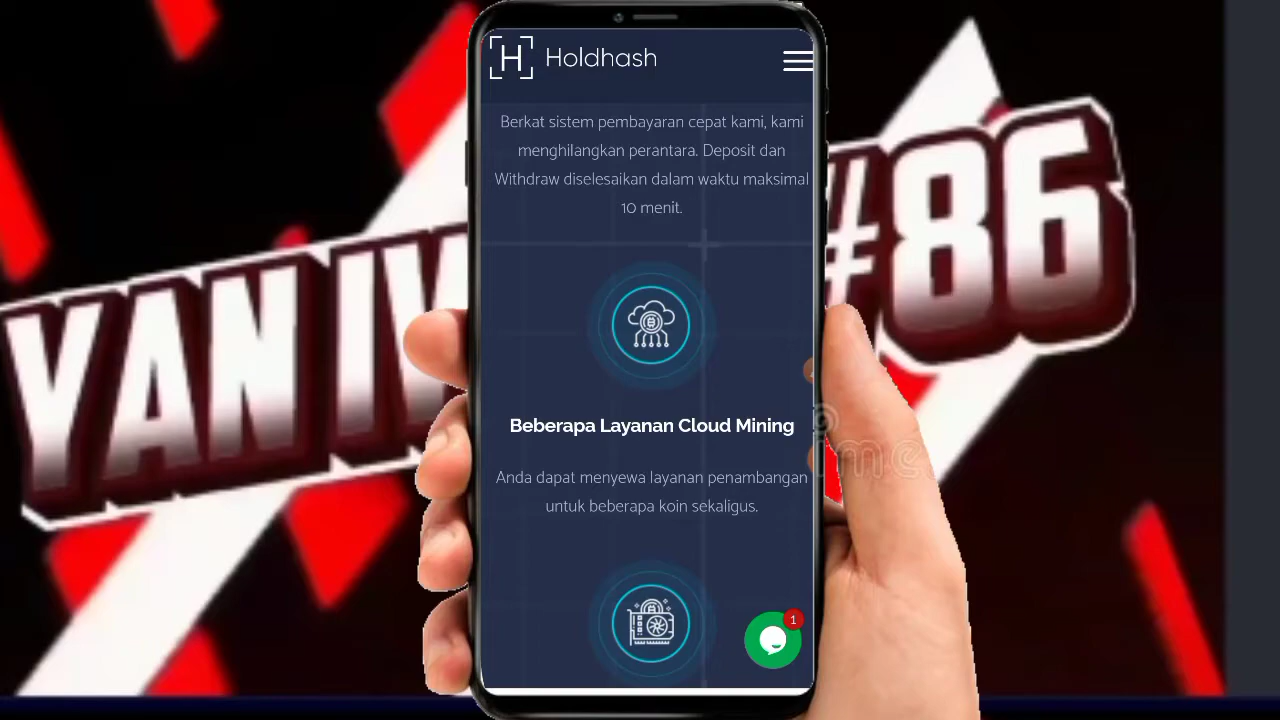 H Holdhash
Berkat sistem pembayaran cepat kami, kami
menghilangkan perantara. Deposit dan
Withdraw diselesaikan dalam waktu maksimal
10 menit.
YAN
#86
Beberapa Layanan Cloud Mining
Anda dapat menyewa layanan penambangan
untuk beberapa koin sekaligus.
1